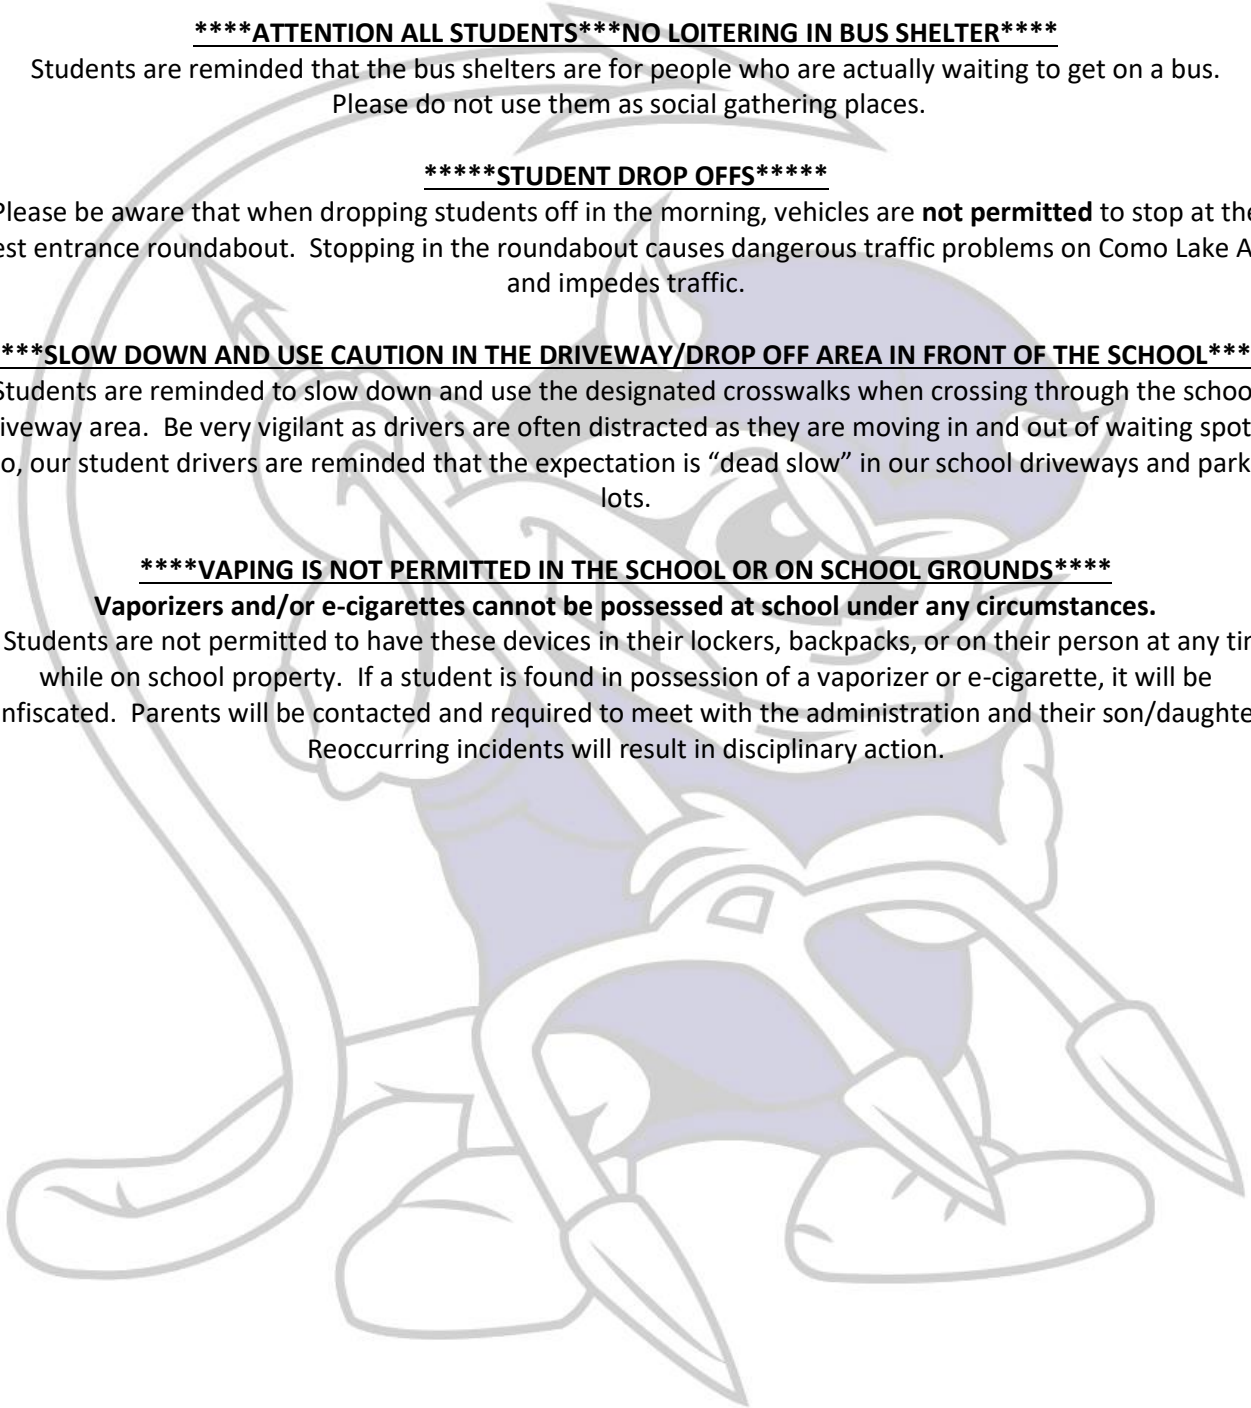 ****ATTENTION ALL STUDENTS***NO LOITERING IN BUS SHELTER****
Students are reminded that the bus shelters are for people who are actually waiting to get on a bus.
Please do not use them as social gathering places.
*****STUDENT DROP OFFS*****
Please be aware that when dropping students off in the morning, vehicles are not permitted to stop at the
est entrance roundabout.  Stopping in the roundabout causes dangerous traffic problems on Como Lake A
and impedes traffic.
***SLOW DOWN AND USE CAUTION IN THE DRIVEWAY/DROP OFF AREA IN FRONT OF THE SCHOOL***
Students are reminded to slow down and use the designated crosswalks when crossing through the schoo
iveway area.  Be very vigilant as drivers are often distracted as they are moving in and out of waiting spot
o, our student drivers are reminded that the expectation is “dead slow” in our school driveways and park
lots.
****VAPING IS NOT PERMITTED IN THE SCHOOL OR ON SCHOOL GROUNDS****
Vaporizers and/or e-cigarettes cannot be possessed at school under any circumstances.
Students are not permitted to have these devices in their lockers, backpacks, or on their person at any tir
while on school property.  If a student is found in possession of a vaporizer or e-cigarette, it will be
nfiscated.  Parents will be contacted and required to meet with the administration and their son/daughte
Reoccurring incidents will result in disciplinary action.